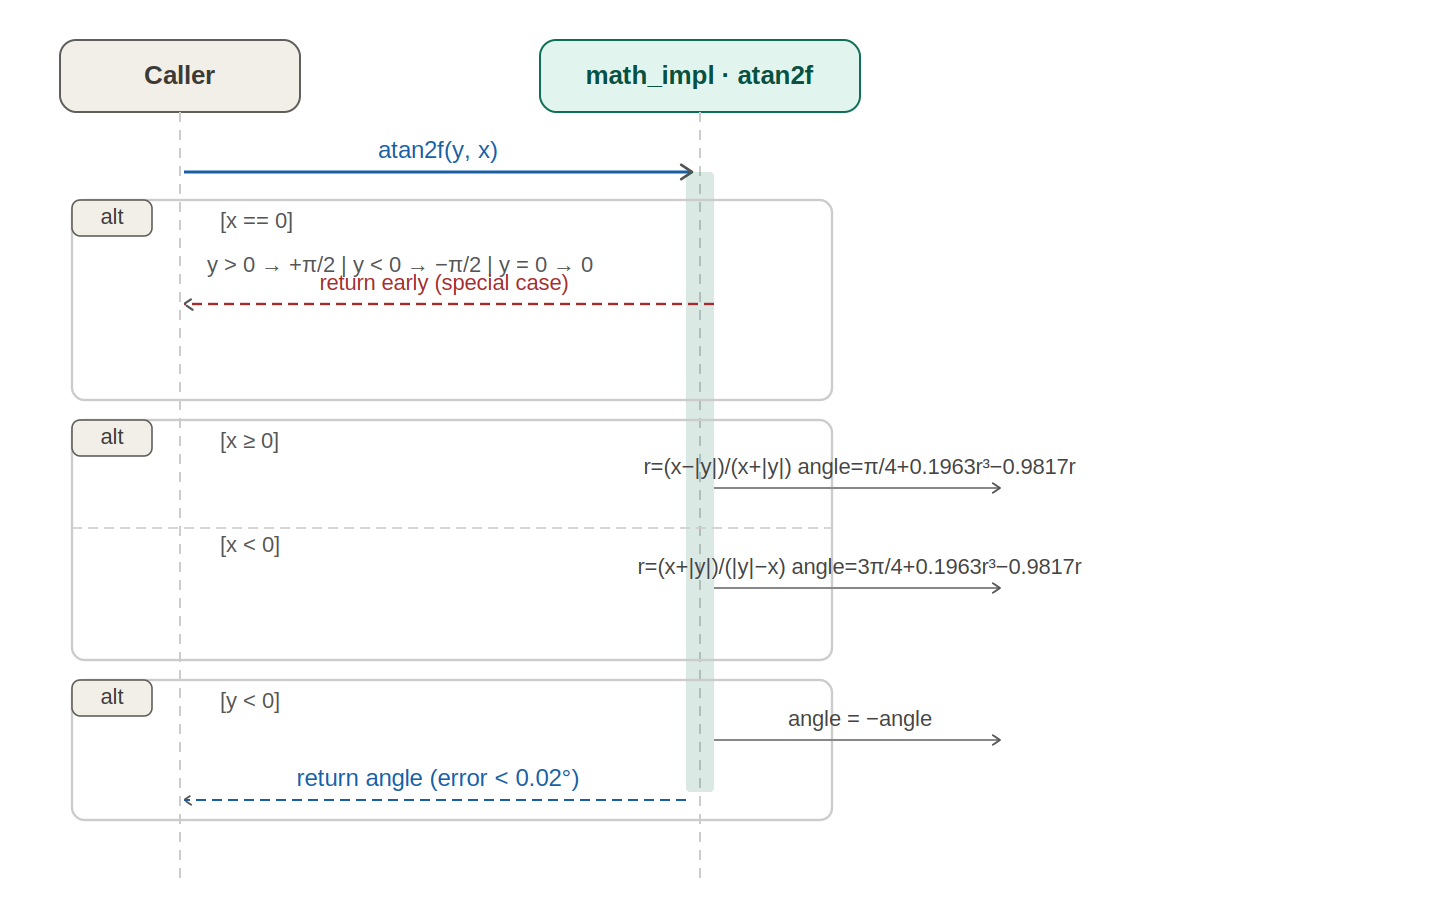 Caller
math_impl · atan2f
atan2f(y, x)
alt
[x == 0]
y > 0 → +π/2 | y < 0 → −π/2 | y = 0 → 0
return early (special case)
alt
[x ≥ 0]
r=(x−|y|)/(x+|y|) angle=π/4+0.1963r³−0.9817r
[x < 0]
r=(x+|y|)/(|y|−x) angle=3π/4+0.1963r³−0.9817r
alt
[y < 0]
angle = −angle
return angle (error < 0.02°)